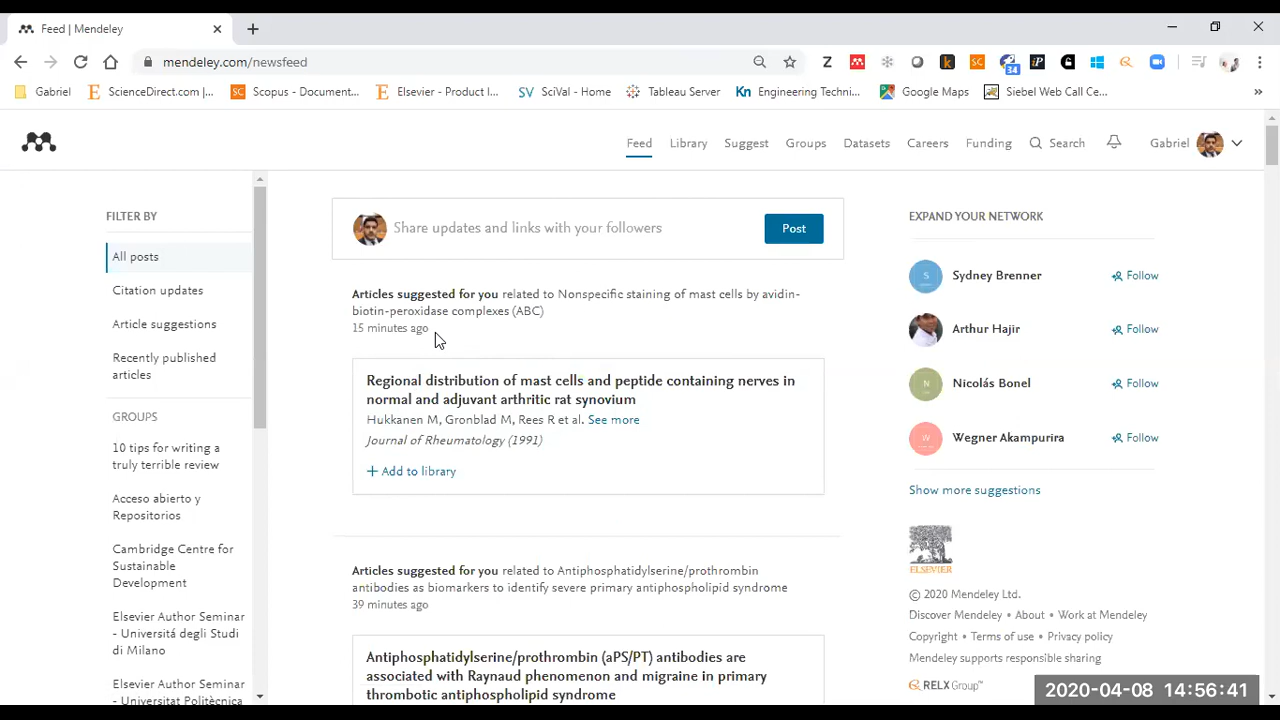 Feed | Mendeley
mendeley.com/newsfeed
34
Gabriel
ScienceDirect.com |...
Scopus - Document...
Elsevier - Product I...
SciVal - Home
Tableau Server
Engineering Techni...
Google Maps
Siebel Web Call Ce...
Feed
Library
Suggest
Groups
Datasets
Careers
Funding
Search
Gabriel
FILTER BY
All posts
Citation updates
Article suggestions
Recently published
articles
GROUPS
10 tips for writing a
truly terrible review
Acceso abierto y
Repositorios
Cambridge Centre for
Sustainable
Development
Elsevier Author Seminar
- Universitá degli Studi
di Milano
Elsevier Author Seminar
- Universitat Politècnica
Share updates and links with your followers
Post
Articles suggested for you related to Nonspecific staining of mast cells by avidin-
biotin-peroxidase complexes (ABC)
15 minutes ago
Regional distribution of mast cells and peptide containing nerves in
normal and adjuvant arthritic rat synovium
Hukkanen M, Gronblad M, Rees R et al. See more
Journal of Rheumatology (1991)
+ Add to library
Articles suggested for you related to Antiphosphatidylserine/prothrombin
antibodies as biomarkers to identify severe primary antiphospholipid syndrome
39 minutes ago
Antiphosphatidylserine/prothrombin (aPS/PT) antibodies are
associated with Raynaud phenomenon and migraine in primary
thrombotic antiphospholipid syndrome
EXPAND YOUR NETWORK
S
Sydney Brenner
Follow
Arthur Hajir
Follow
N
Nicolás Bonel
Follow
W
Wegner Akampurira
Follow
Show more suggestions
ELSEVIER
© 2020 Mendeley Ltd.
Discover Mendeley • About • Work at Mendeley
Copyright • Terms of use • Privacy policy
Mendeley supports responsible sharing
RELX Group™
2020-04-08 14:56:41